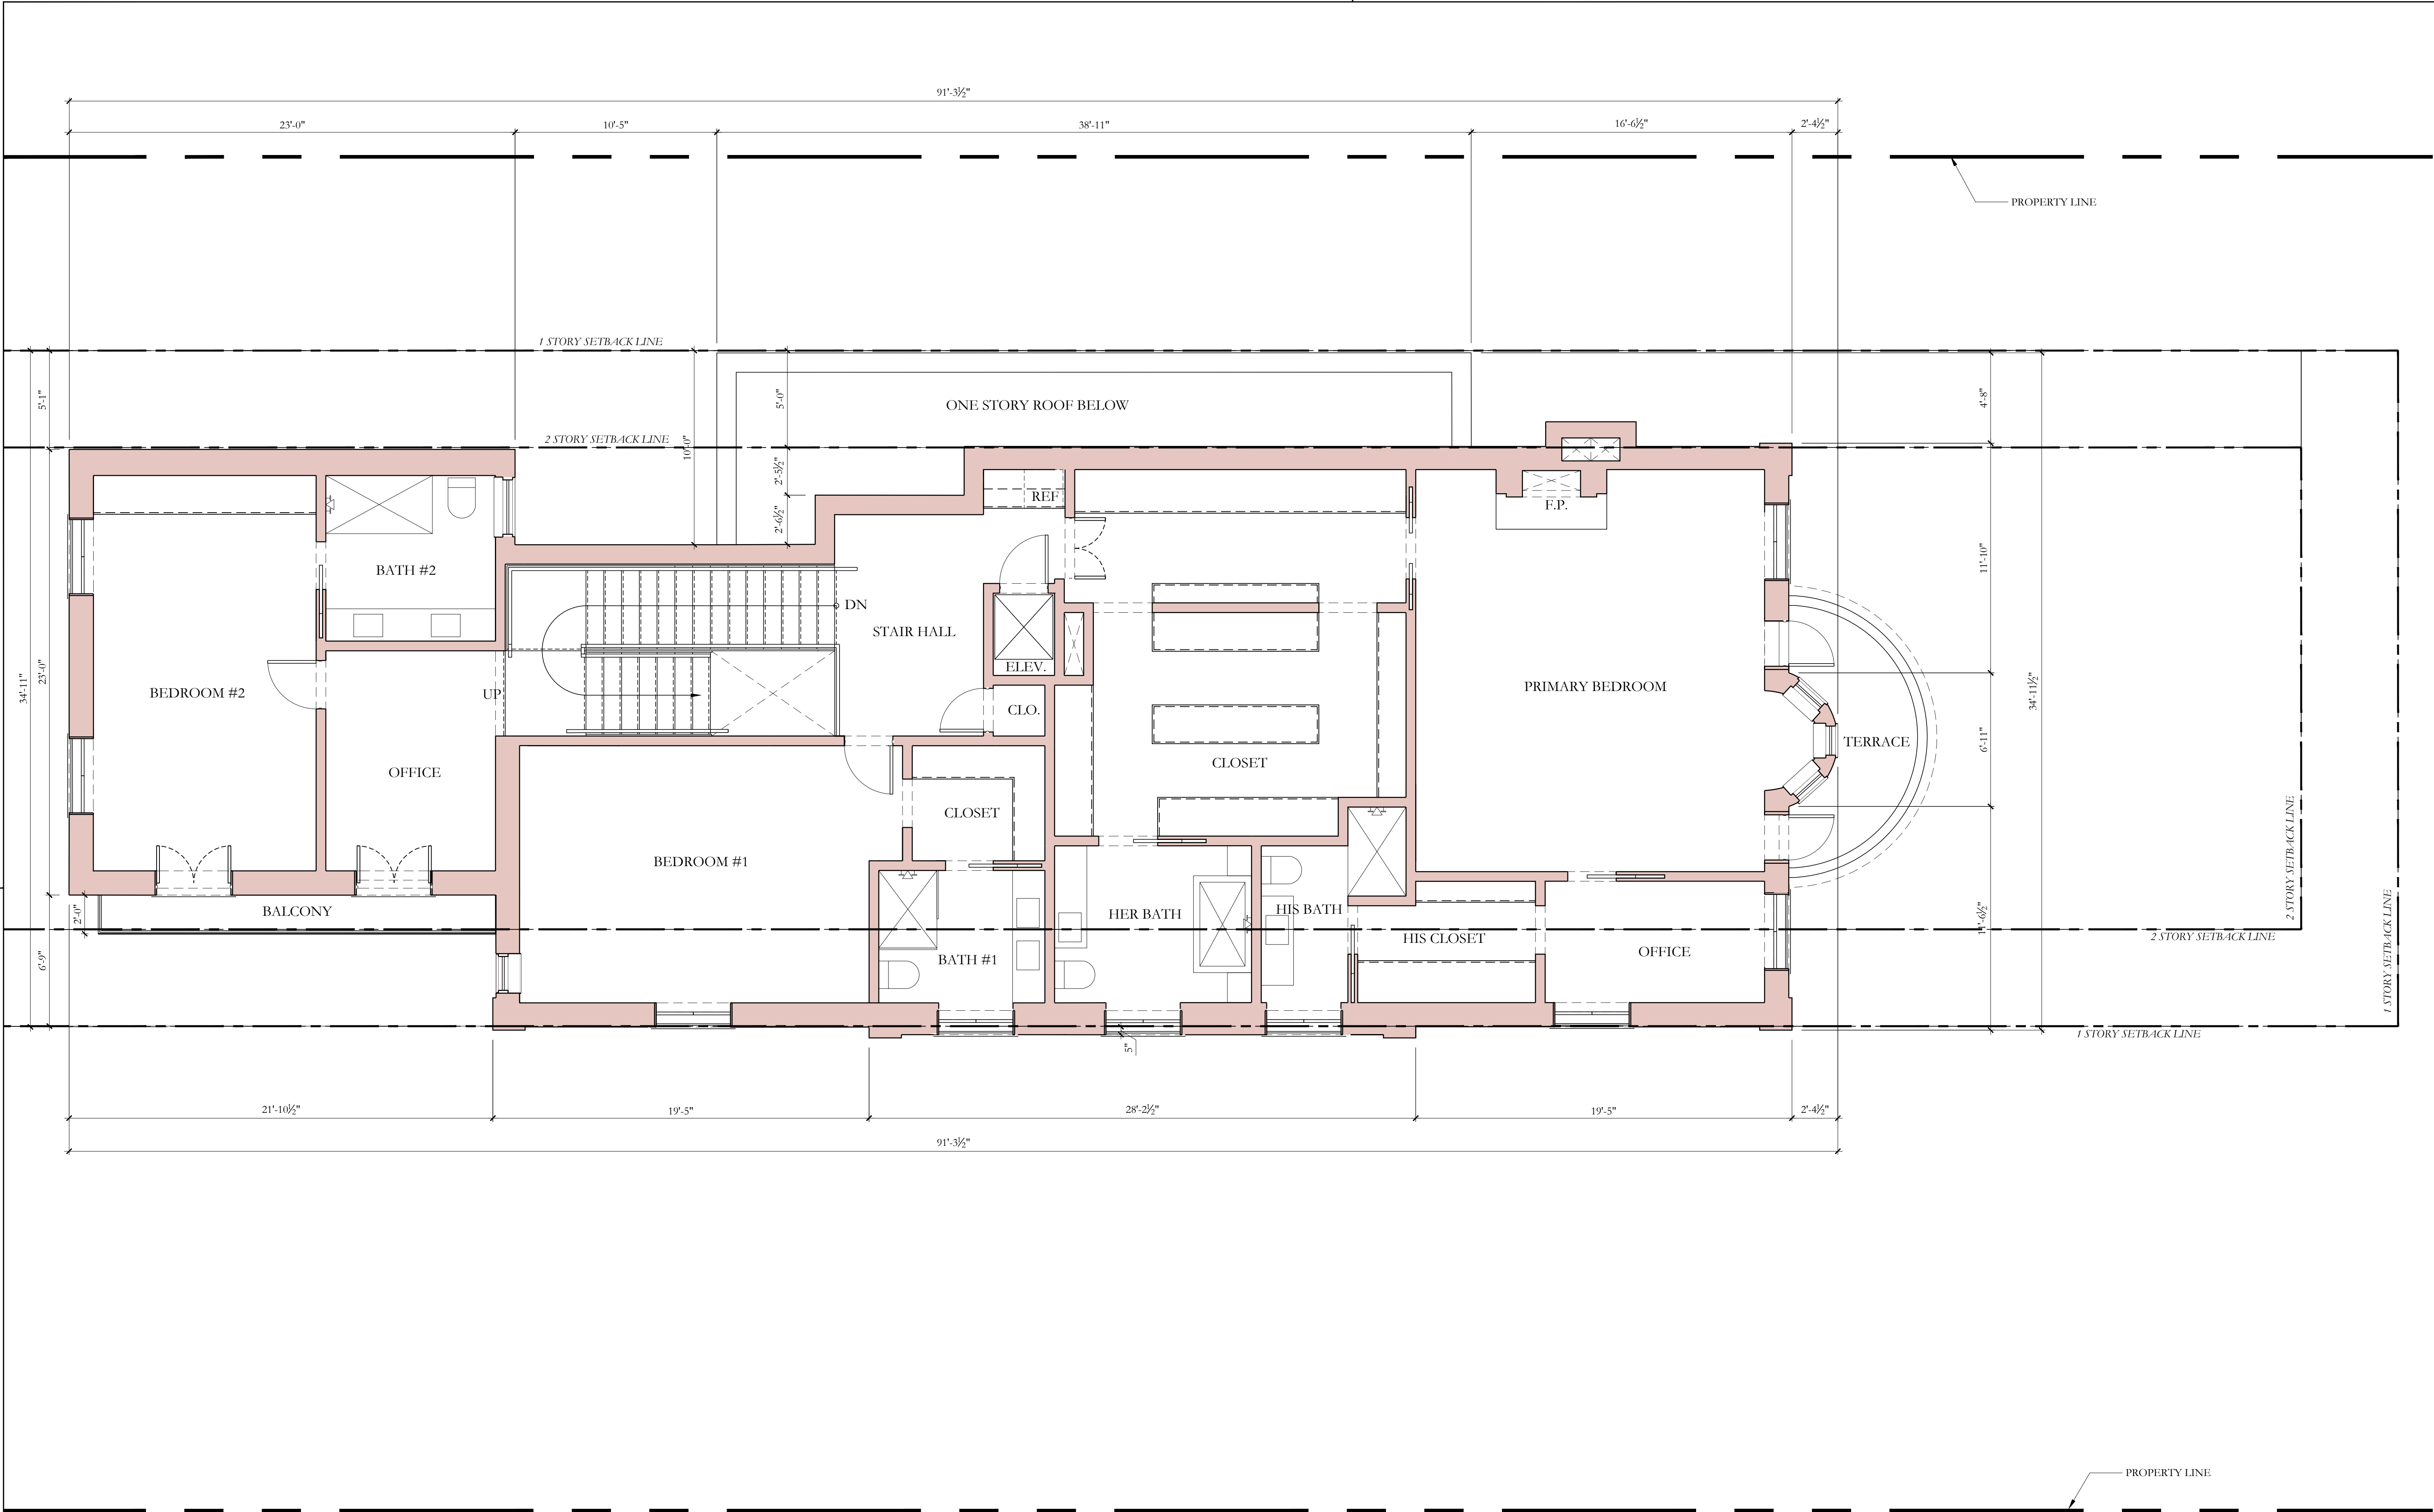 91'-3½"
23'-0"
10'-5"
38'-11"
16'-6½"
2'-4½"
PROPERTY LINE
1 STORY SETBACK LINE
5'-1"
5'-0"
4'-8"
ONE STORY ROOF BELOW
2 STORY SETBACK LINE
10'-0"
2'-5½"
2'-6½"
REF
F.P.
11'-10"
BATH #2
DN
STAIR HALL
ELEV.
34'-11"
23'-0"
BEDROOM #2
UP
CLO.
PRIMARY BEDROOM
34'-11½"
6'-11"
TERRACE
OFFICE
CLOSET
CLOSET
BEDROOM #1
2 STORY SETBACK LINE
1 STORY SETBACK LINE
BALCONY
2'-0"
HER BATH
HIS BATH
11'-6½"
HIS CLOSET
2 STORY SETBACK LINE
OFFICE
6'-9"
BATH #1
1 STORY SETBACK LINE
5"
21'-10½"
19'-5"
28'-2½"
19'-5"
2'-4½"
91'-3½"
PROPERTY LINE